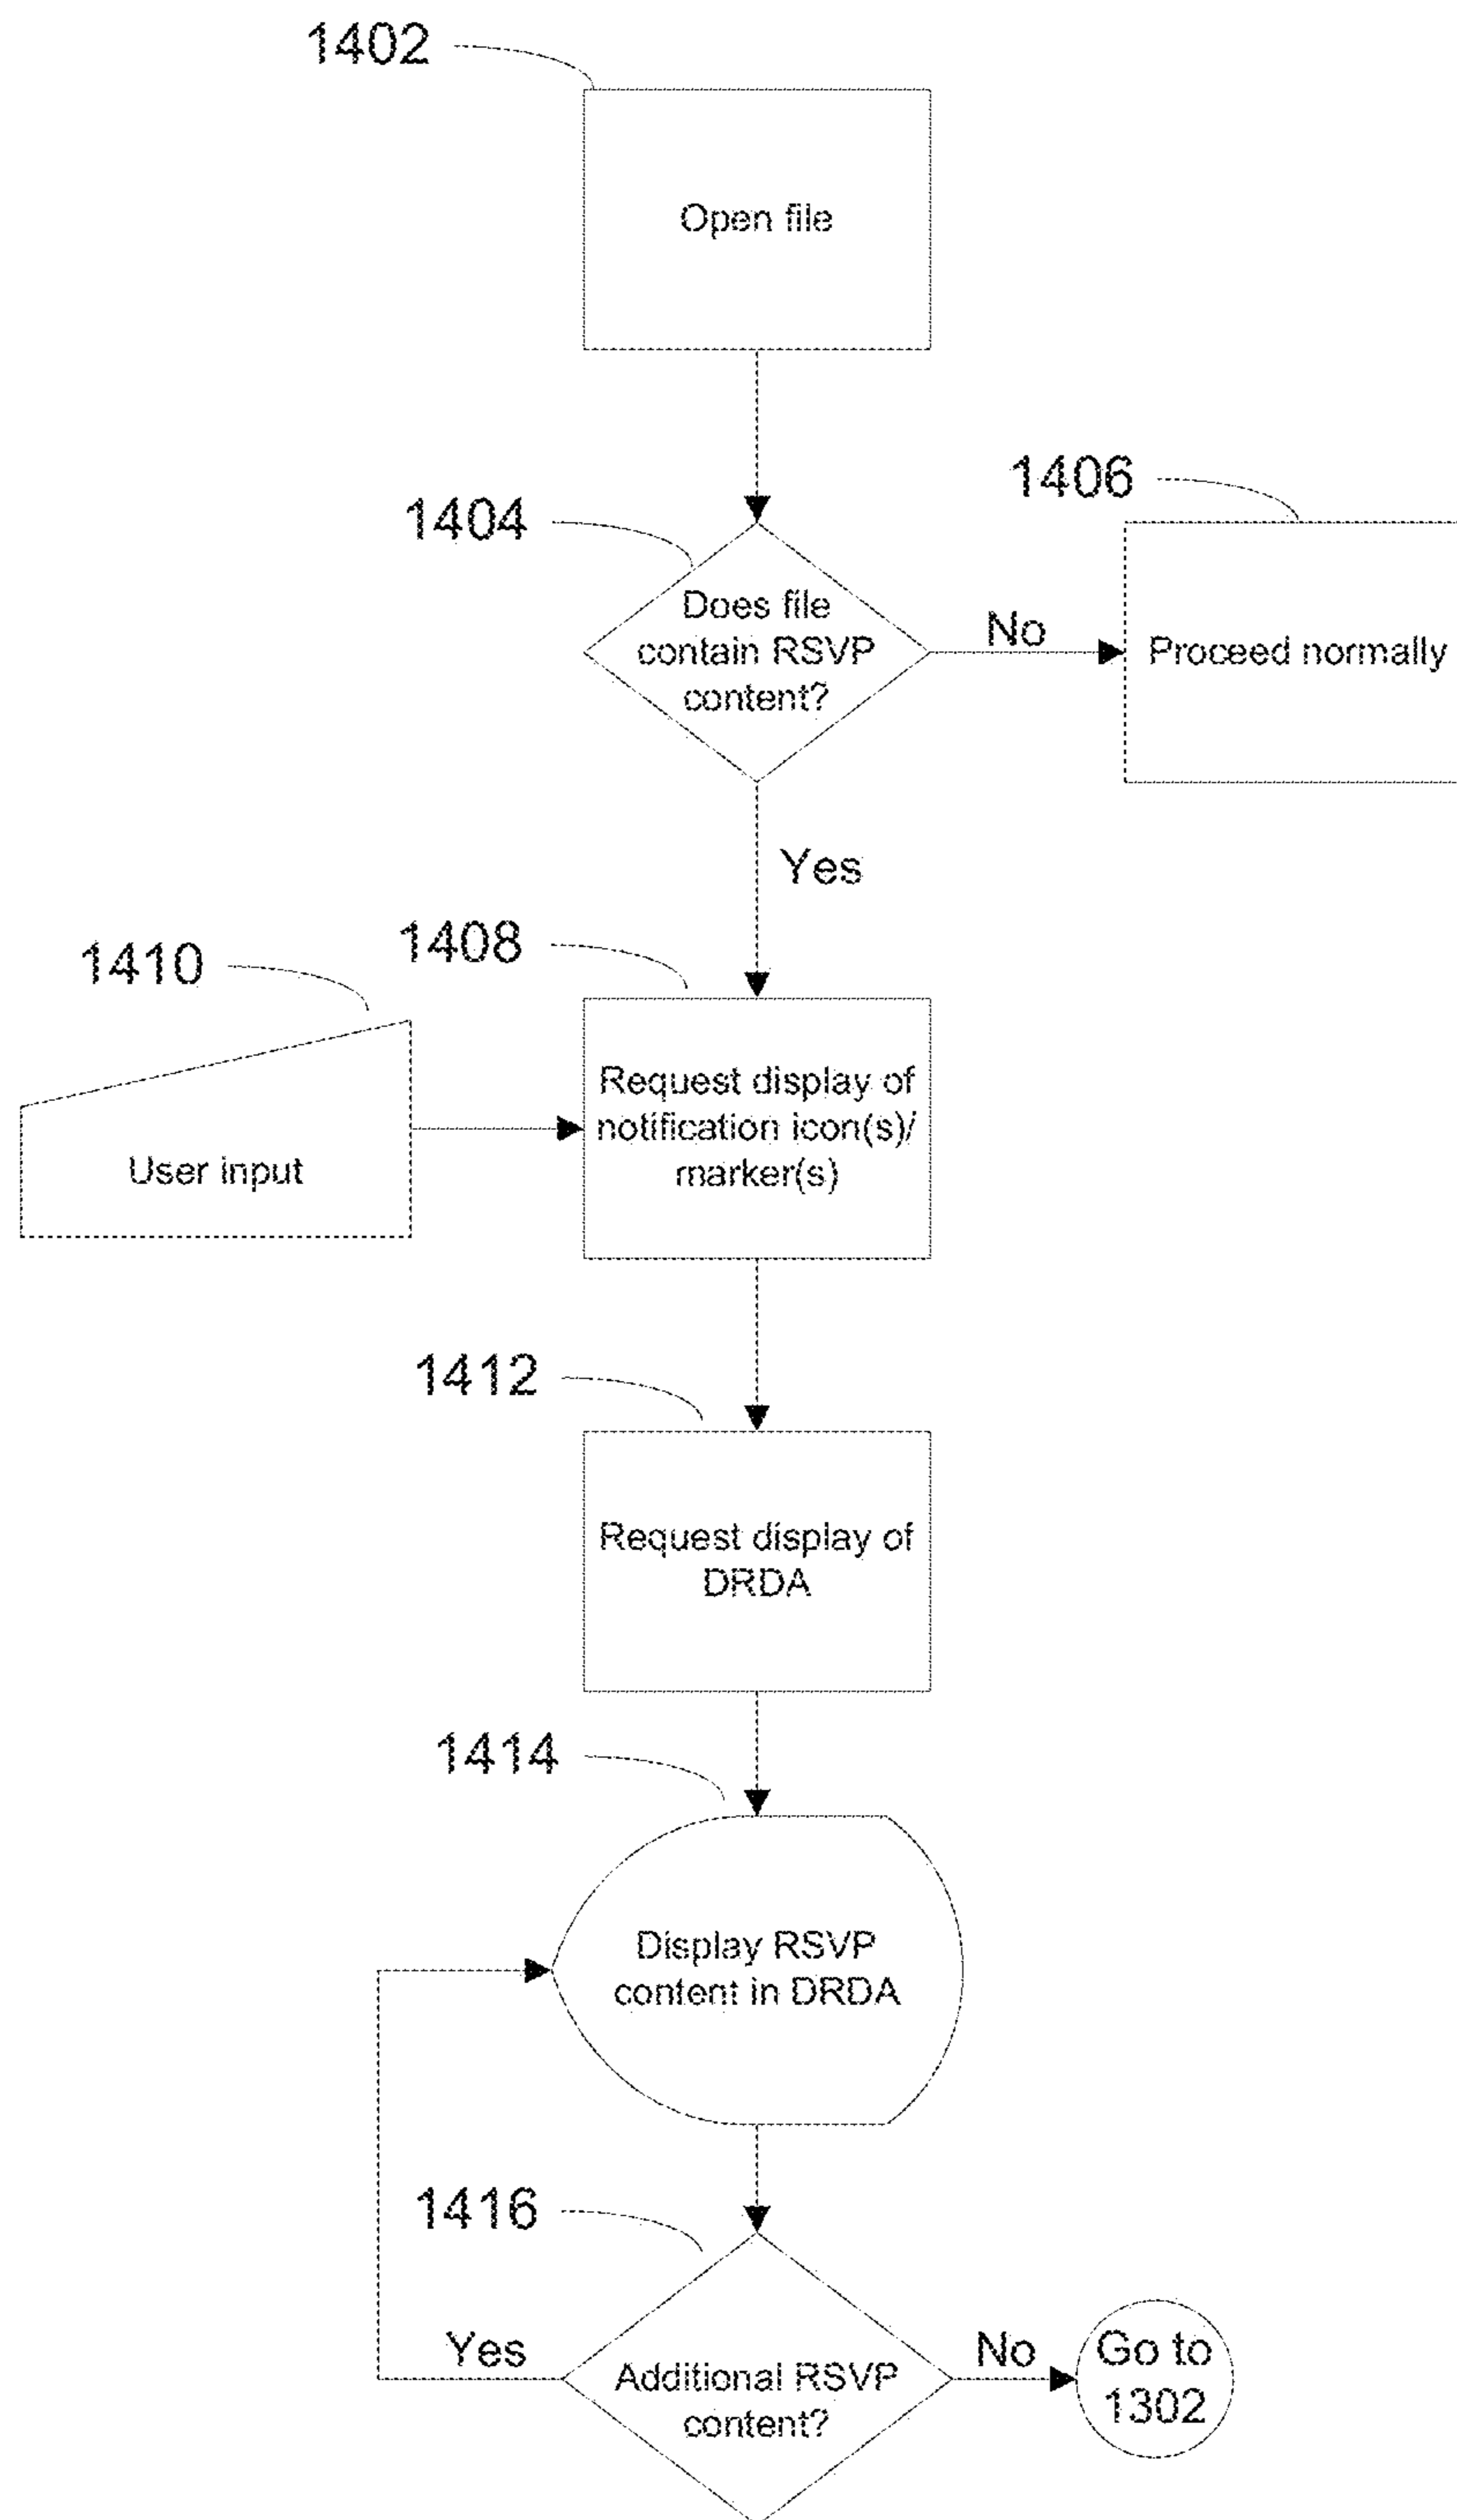 1402
Open file
1404
1406
Does file
contain RSVP
content?
No
Proceed normally
Yes
1410
1408
User input
Request display of
notification icon(s)/
marker(s)
1412
Request display of
DRDA
1414
Display RSVP
content in DRDA
1416
Yes
Additional RSVP
content?
No
Go to
1302